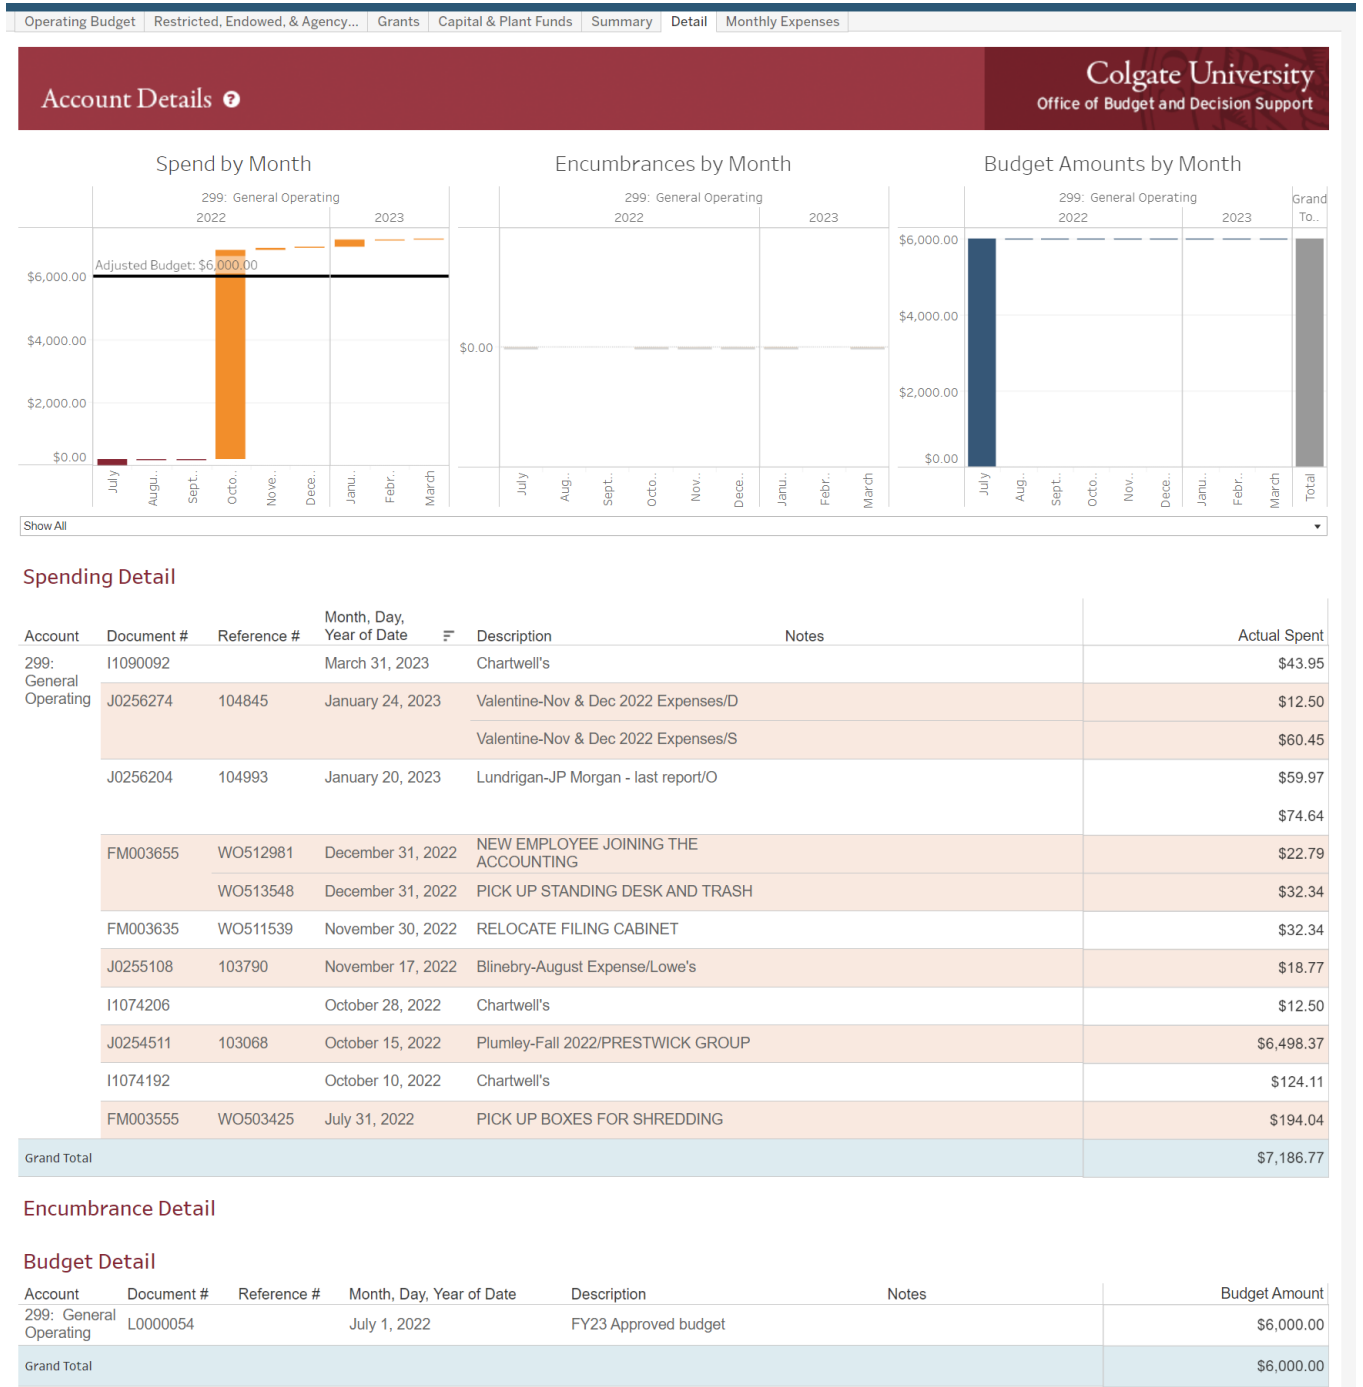 Operating Budget Restricted, Endowed, & Agency... Grants Capital & Plant Funds Summary Detail Monthly Expenses
Account Details ?
Colgate University
Office of Budget and Decision Support
Spend by Month
299: General Operating
2022 2023
Adjusted Budget: $6,000.00
$6,000.00
$4,000.00
$2,000.00
$0.00
July Augu.. Sept.. Octo.. Nove.. Dece.. Janu.. Febr.. March
Encumbrances by Month
299: General Operating
2022 2023
$0.00
July Aug.. Sept.. Octo.. Nov.. Dece.. Janu.. Febr.. March
Budget Amounts by Month
299: General Operating Grand
2022 2023 To..
$6,000.00
$4,000.00
$2,000.00
$0.00
July Aug.. Sept.. Octo.. Nov.. Dece.. Janu.. Febr.. March Total
Show All
Spending Detail
Month, Day,
Account Document # Reference # Year of Date Description Notes Actual Spent
299: I1090092 March 31, 2023 Chartwell's $43.95
General
Operating J0256274 104845 January 24, 2023 Valentine-Nov & Dec 2022 Expenses/D $12.50
Valentine-Nov & Dec 2022 Expenses/S $60.45
J0256204 104993 January 20, 2023 Lundrigan-JP Morgan - last report/O $59.97
$74.64
FM003655 WO512981 December 31, 2022 NEW EMPLOYEE JOINING THE
ACCOUNTING $22.79
WO513548 December 31, 2022 PICK UP STANDING DESK AND TRASH $32.34
FM003635 WO511539 November 30, 2022 RELOCATE FILING CABINET $32.34
J0255108 103790 November 17, 2022 Blinebry-August Expense/Lowe's $18.77
I1074206 October 28, 2022 Chartwell's $12.50
J0254511 103068 October 15, 2022 Plumley-Fall 2022/PRESTWICK GROUP $6,498.37
I1074192 October 10, 2022 Chartwell's $124.11
FM003555 WO503425 July 31, 2022 PICK UP BOXES FOR SHREDDING $194.04
Grand Total $7,186.77
Encumbrance Detail
Budget Detail
Account Document # Reference # Month, Day, Year of Date Description Notes Budget Amount
299: General
Operating L0000054 July 1, 2022 FY23 Approved budget $6,000.00
Grand Total $6,000.00